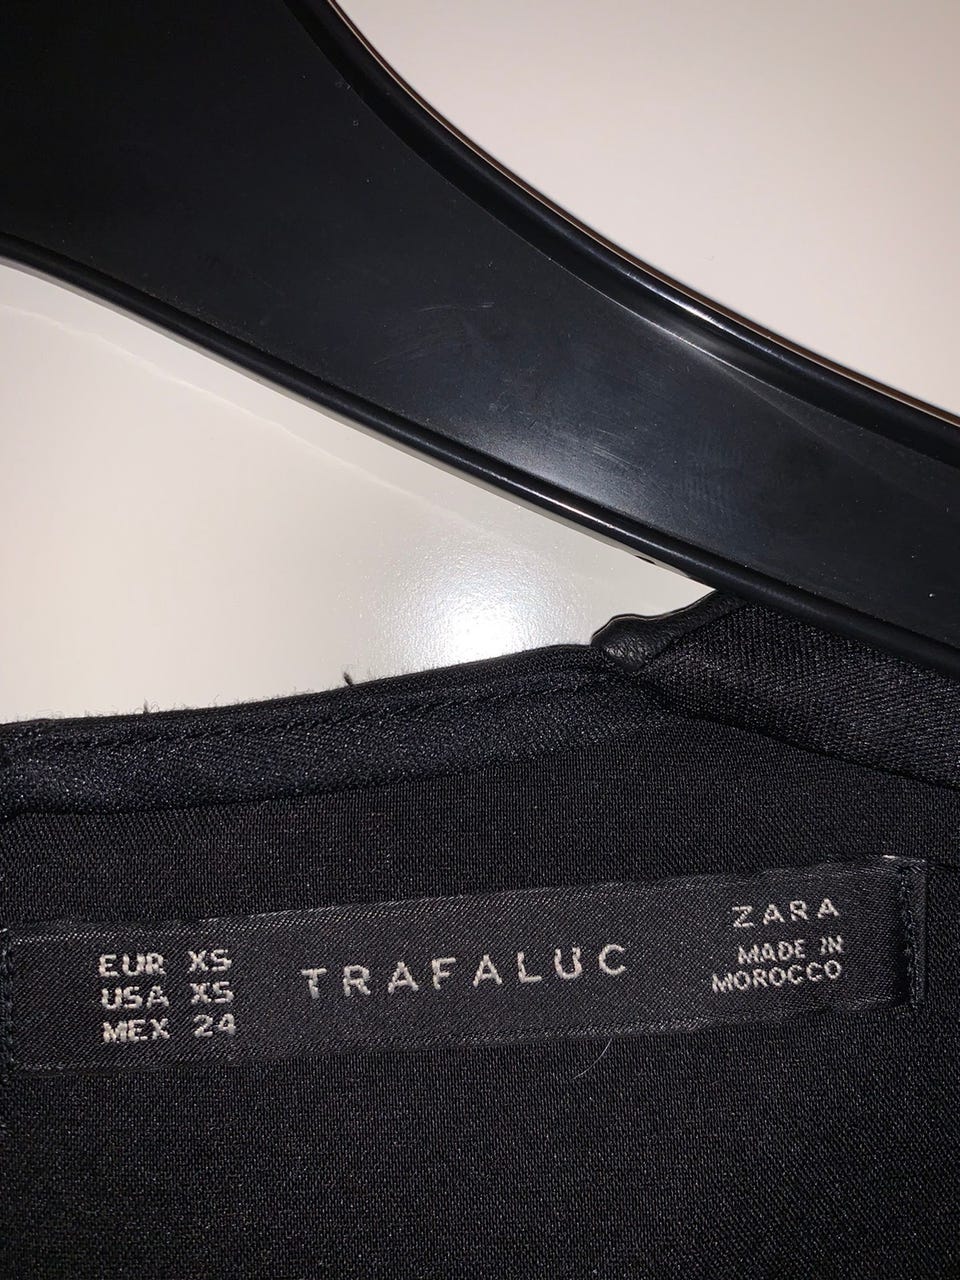 EUR XS
USA XS
MEX 24
TRAFALUC
ZARA
MADE IN
MOROCCO